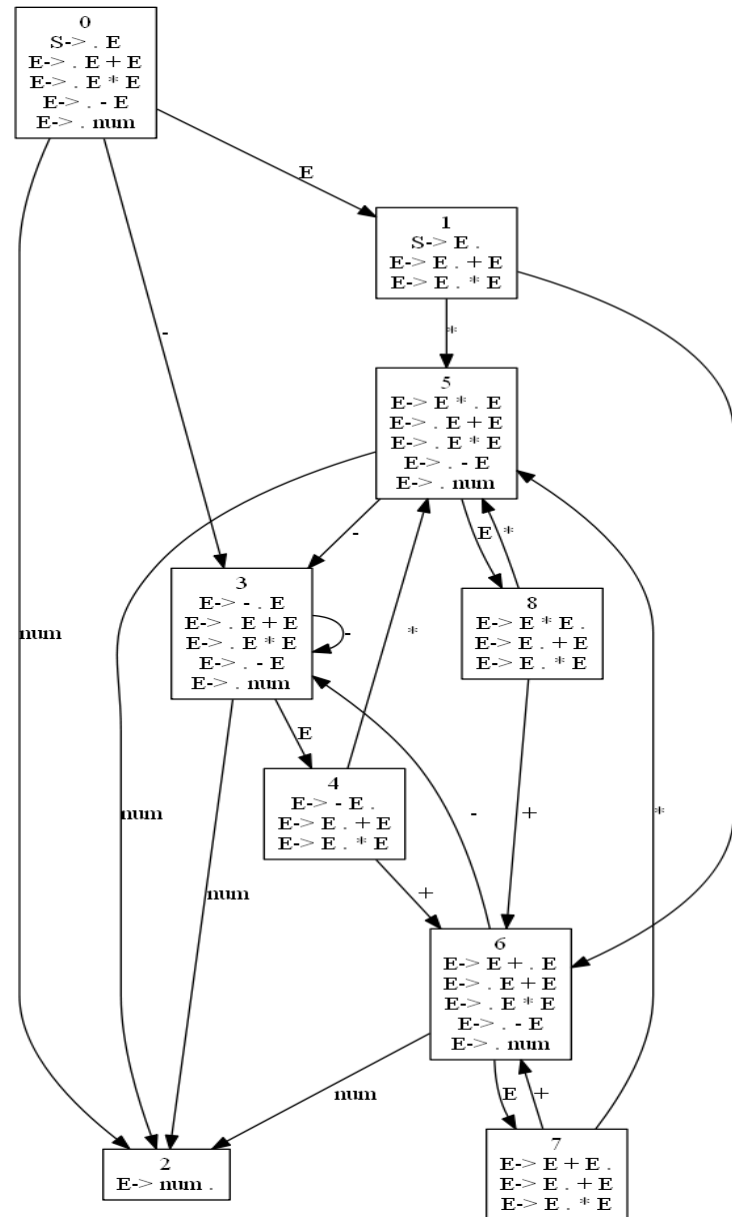 0
S-> . E
E-> . E + E
E-> . E * E
E-> . - E
E-> . num
E
1
S-> E .
E-> E . + E
E-> E . * E
-
*
5
E-> E * . E
E-> . E + E
E-> . E * E
E-> . - E
E-> . num
-
E
*
3
E-> - . E
E-> . E + E
E-> . E * E
E-> . - E
E-> . num
-
*
8
E-> E * E .
E-> E . + E
E-> E . * E
num
E
4
E-> - E .
E-> E . + E
E-> E . * E
num
-
+
*
num
+
6
E-> E + . E
E-> . E + E
E-> . E * E
E-> . - E
E-> . num
num
E
+
2
E-> num .
7
E-> E + E .
E-> E . + E
E-> E . * E